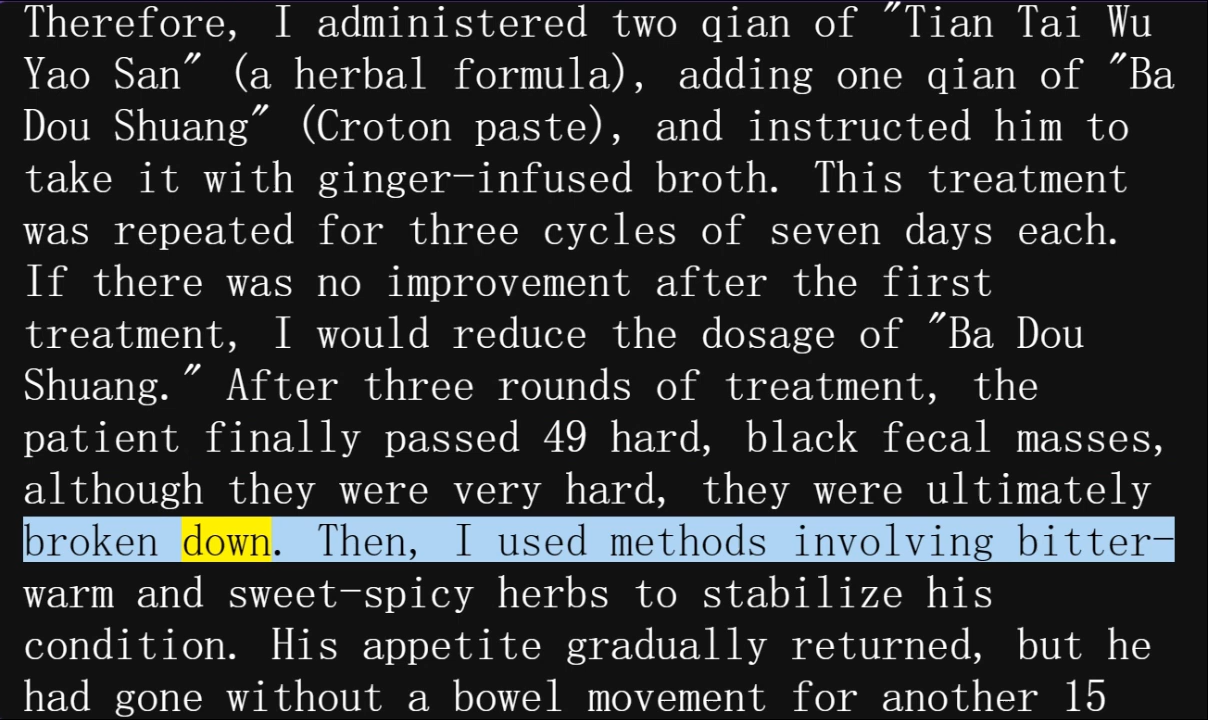 Therefore, I administered two qian of "Tian Tai Wu
Yao San" (a herbal formula), adding one qian of "Ba
Dou Shuang" (Croton paste), and instructed him to
take it with ginger-infused broth. This treatment
was repeated for three cycles of seven days each.
If there was no improvement after the first
treatment, I would reduce the dosage of "Ba Dou
Shuang." After three rounds of treatment, the
patient finally passed 49 hard, black fecal masses,
although they were very hard, they were ultimately
broken down. Then, I used methods involving bitter-
warm and sweet-spicy herbs to stabilize his
condition. His appetite gradually returned, but he
had gone without a bowel movement for another 15